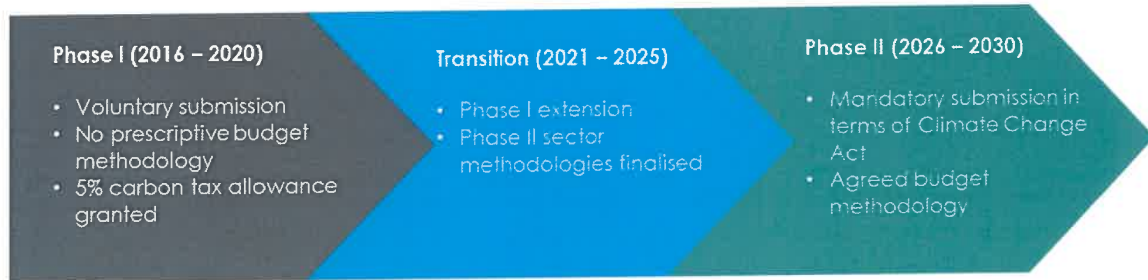 Phase I (2016 – 2020)
• Voluntary submission
• No prescriptive budget
methodology
• 5% carbon tax allowance
granted
Transition (2021 – 2025)
• Phase I extension
• Phase II sector
methodologies finalised
Phase II (2026 – 2030)
• Mandatory submission in
terms of Climate Change
Act
• Agreed budget
methodology